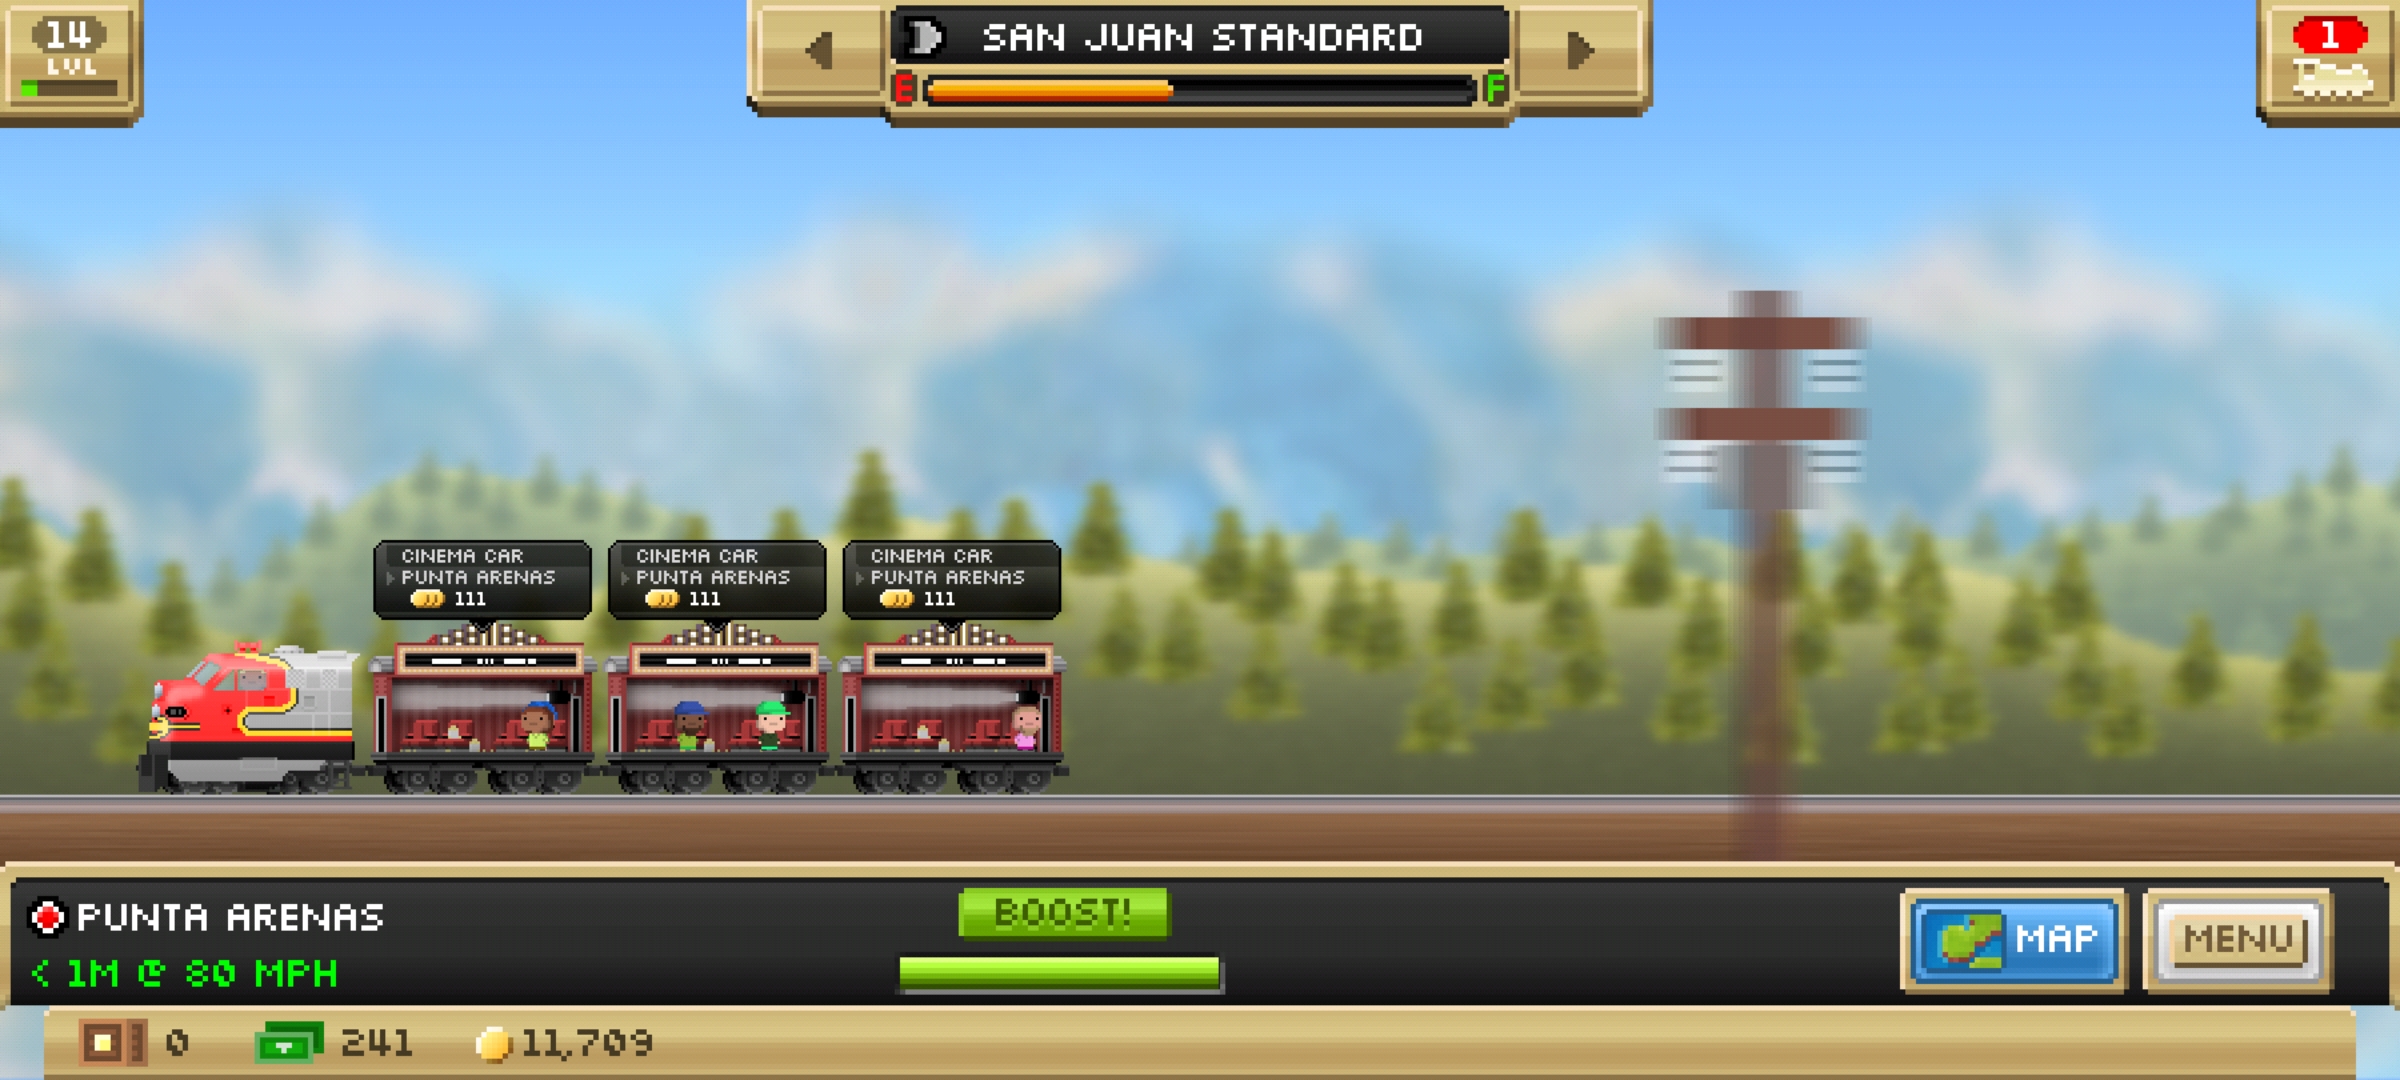 14
LVL
SAN JUAN STANDARD
E F
1
CINEMA CAR
PUNTA ARENAS
111
CINEMA CAR
PUNTA ARENAS
111
CINEMA CAR
PUNTA ARENAS
111
PUNTA ARENAS
< 1M @ 80 MPH
BOOST!
MAP
MENU
0
241
11,709